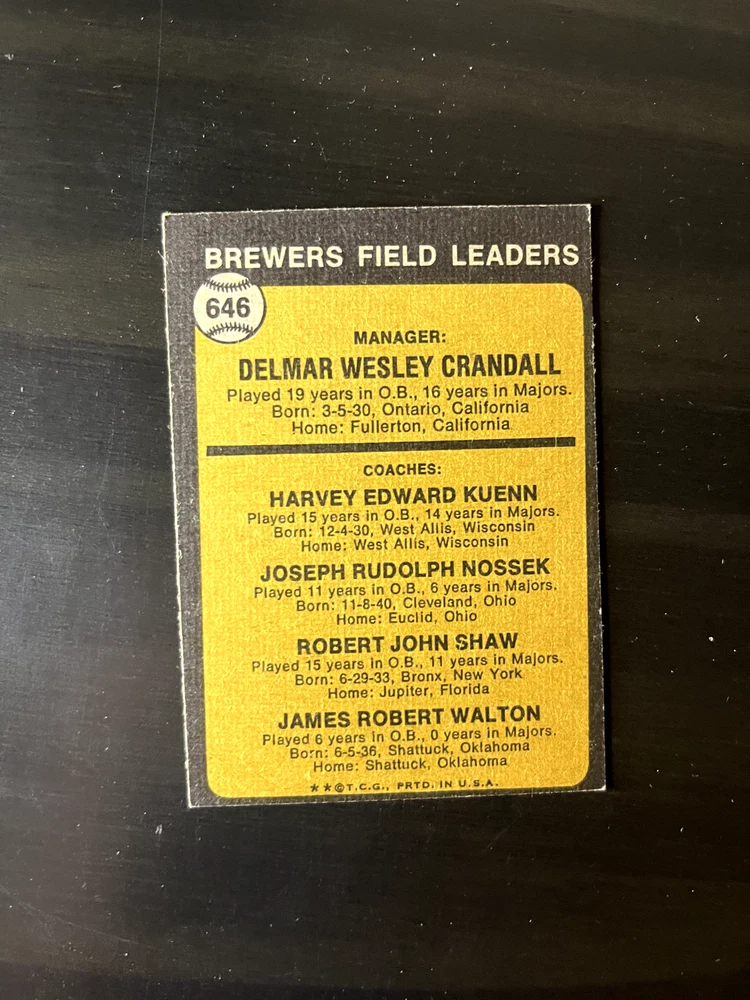 BREWERS FIELD LEADERS
646
MANAGER:
DELMAR WESLEY CRANDALL
Played 19 years in O.B., 16 years in Majors.
Born: 3-5-30, Ontario, California
Home: Fullerton, California
COACHES:
HARVEY EDWARD KUENN
Played 15 years in O.B., 14 years in Majors.
Born: 12-4-30, West Allis, Wisconsin
Home: West Allis, Wisconsin
JOSEPH RUDOLPH NOSSEK
Played 11 years in O.B., 6 years in Majors.
Born: 11-8-40, Cleveland, Ohio
Home: Euclid, Ohio
ROBERT JOHN SHAW
Played 15 years in O.B., 11 years in Majors.
Born: 6-29-33, Bronx, New York
Home: Jupiter, Florida
JAMES ROBERT WALTON
Played 6 years in O.B., 0 years in Majors.
Born: 6-5-36, Shattuck, Oklahoma
Home: Shattuck, Oklahoma
**©T.C.G., PRTD. IN U.S.A.